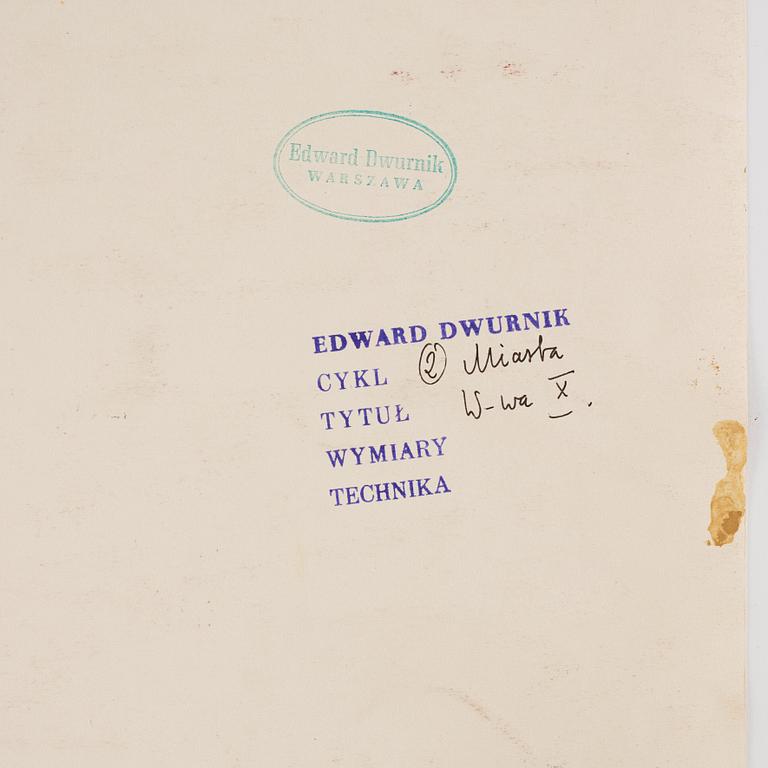 Edward Dwurnik
WARSZAWA
EDWARD DWURNIK
CYKL ② Miasta
TYTUŁ W-wa X.
WYMIARY
TECHNIKA